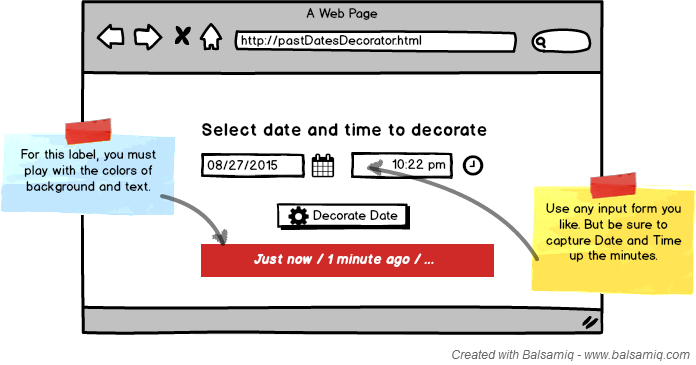 A Web Page
http://pastDatesDecorator.html
Select date and time to decorate
For this label, you must
play with the colors of
background and text.
08/27/2015
10:22 pm
Decorate Date
Use any input form you
like. But be sure to
capture Date and Time
up the minutes.
Just now / 1 minute ago / ...
Created with Balsamiq - www.balsamiq.com